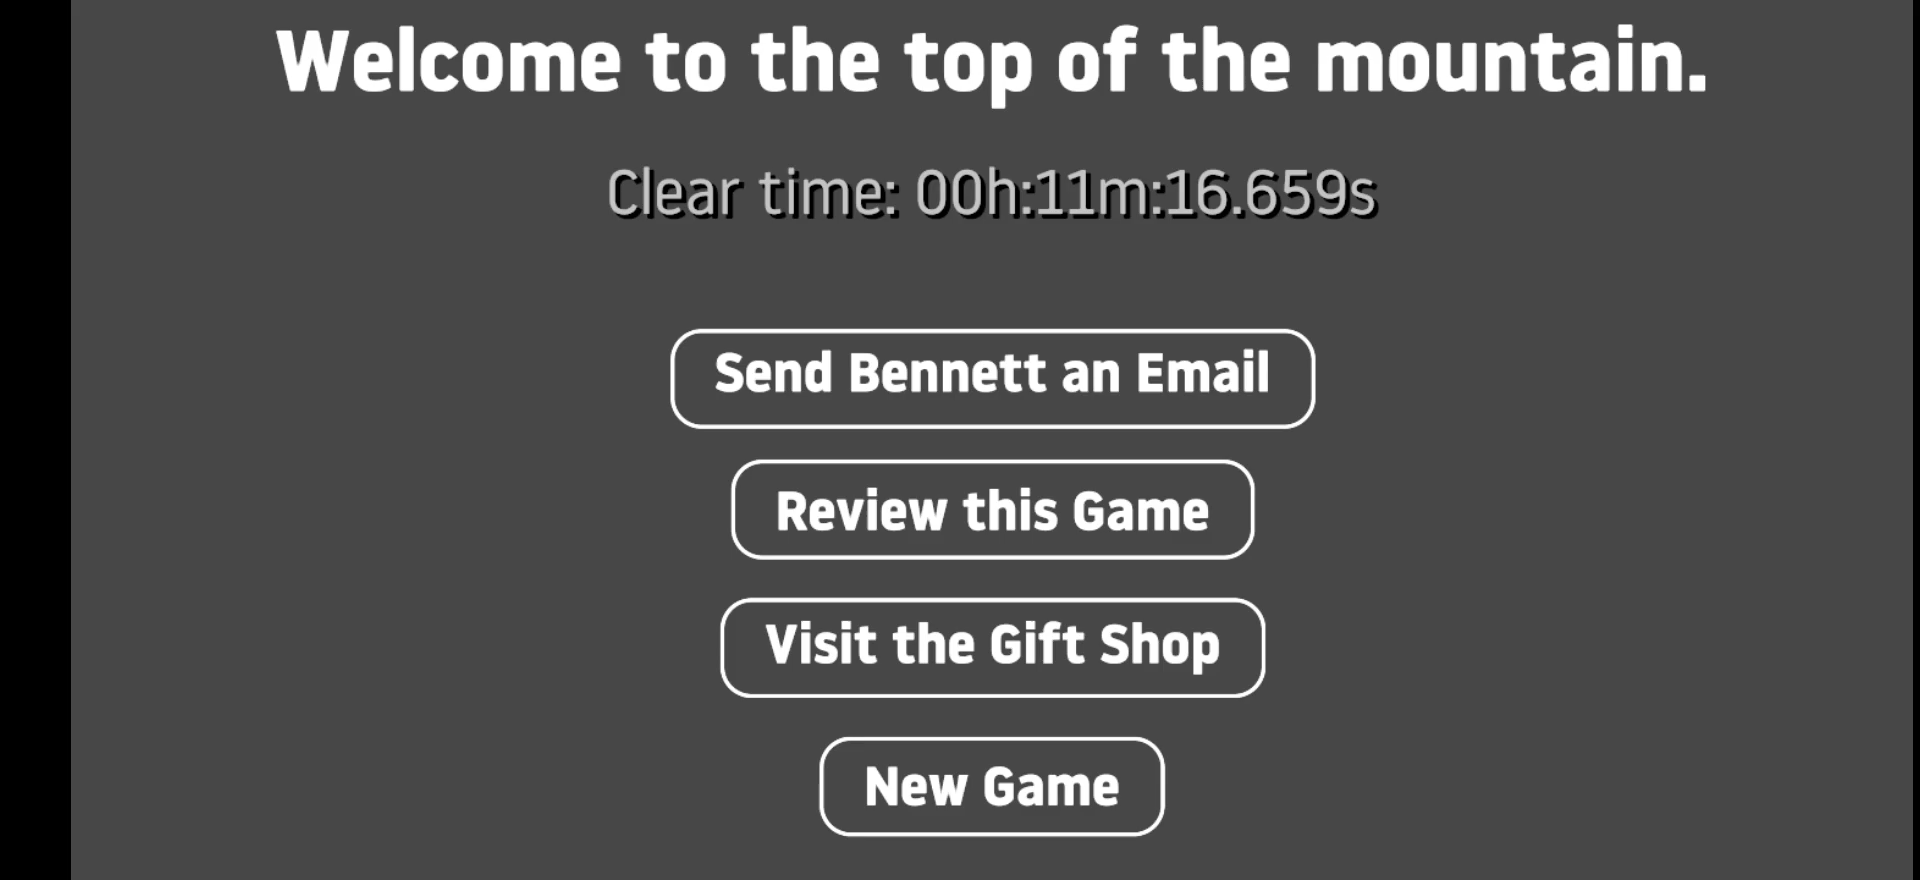 Welcome to the top of the mountain.
Clear time: 00h:11m:16.659s
Send Bennett an Email
Review this Game
Visit the Gift Shop
New Game